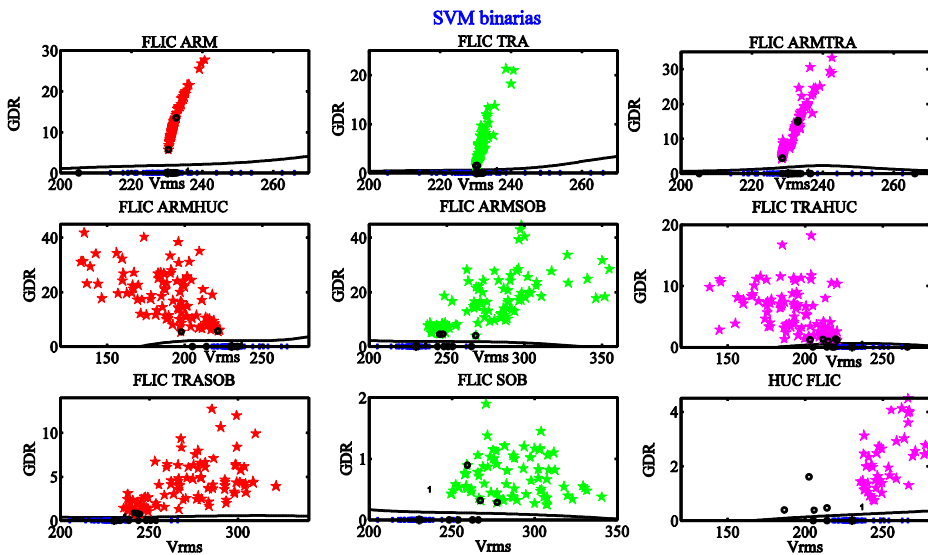 SVM binarias
FLIC ARM
FLIC TRA
FLIC ARMTRA
GDR
30
20
10
0
200
220
240
260
Vrms
GDR
20
10
0
200
220
240
260
Vrms
GDR
30
20
10
0
200
220
240
260
Vrms
FLIC ARMHUC
FLIC ARMSOB
FLIC TRAHUC
GDR
40
20
0
150
200
250
Vrms
GDR
40
20
0
200
250
300
350
Vrms
GDR
20
10
0
150
200
250
Vrms
FLIC TRASOB
FLIC SOB
HUC FLIC
GDR
10
5
0
200
250
300
Vrms
GDR
2
1
0
1
200
250
300
350
Vrms
GDR
4
2
0
1
150
200
250
Vrms